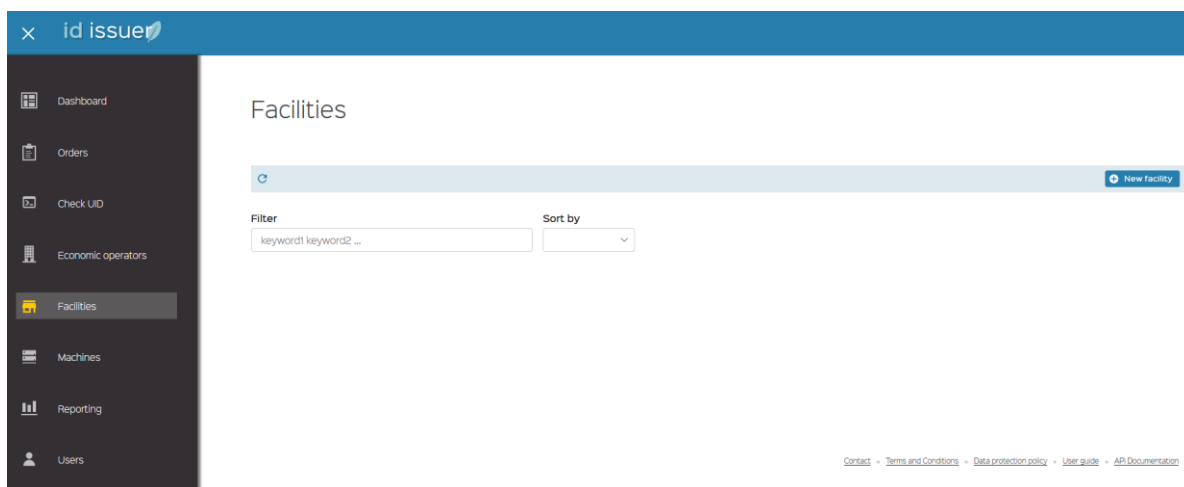 id issuer
Dashboard
Orders
Check UID
Economic operators
Facilities
Machines
Reporting
Users
Facilities
New facility
Filter
Sort by
keyword1 keyword2 ...
Contact
Terms and Conditions
Data protection policy
User guide
API Documentation